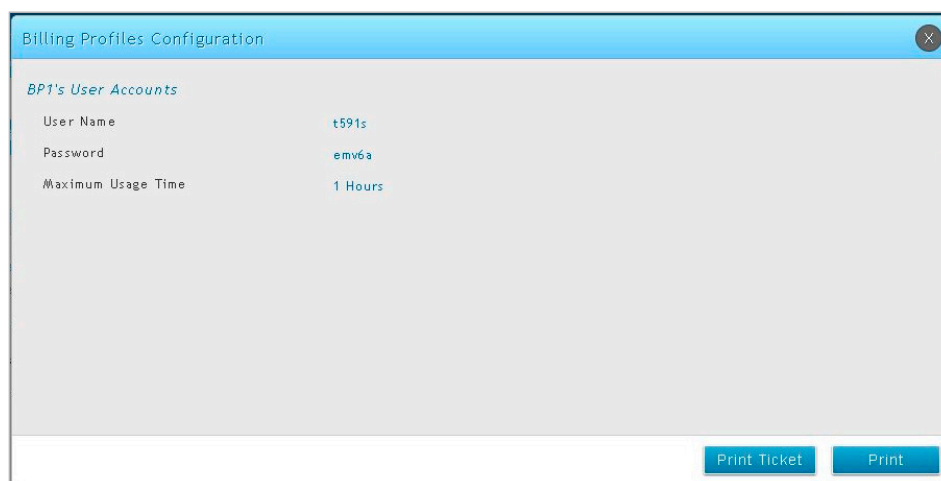 Billing Profiles Configuration
X
BP1's User Accounts
User Name t591s
Password emv6a
Maximum Usage Time 1 Hours
Print Ticket Print